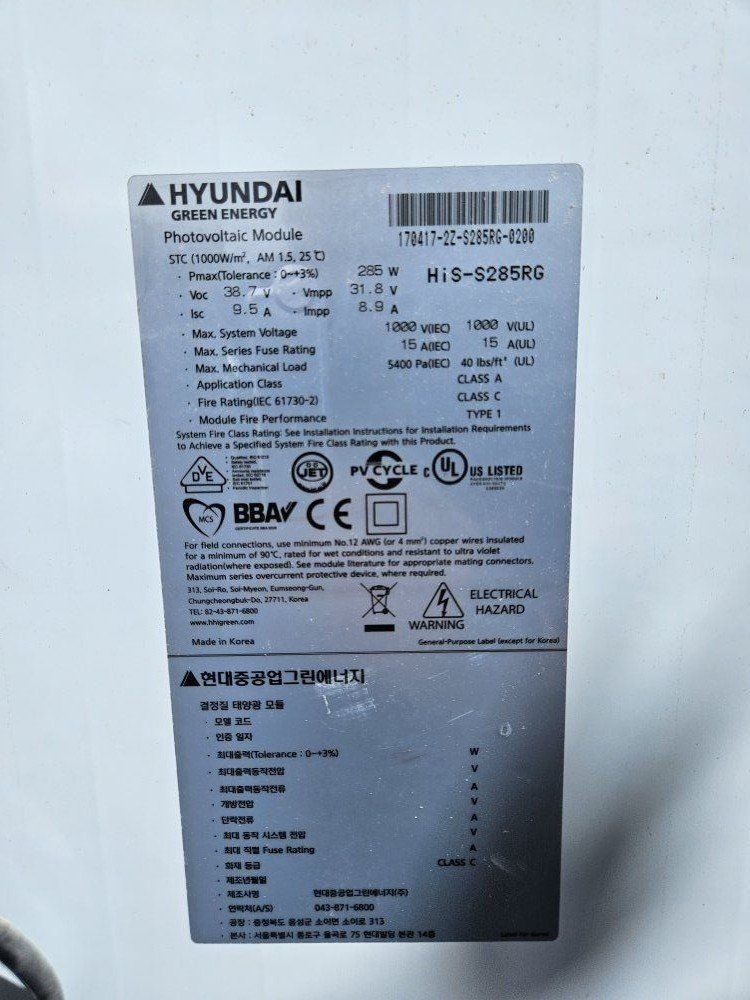 HYUNDAI
GREEN ENERGY
170417-2Z-S285RG-0200
Photovoltaic Module
STC (1000W/m², AM 1.5, 25℃)
· Pmax(Tolerance : 0~+3%) 285 W HiS-S285RG
· Voc 38.7 V · Vmpp 31.8 V
· Isc 9.5 A · Impp 8.9 A
· Max. System Voltage 1000 V(IEC) 1000 V(UL)
· Max. Series Fuse Rating 15 A(IEC) 15 A(UL)
· Max. Mechanical Load 5400 Pa(IEC) 40 lbs/ft² (UL)
· Application Class CLASS A
· Fire Rating(IEC 61730-2) CLASS C
· Module Fire Performance TYPE 1
System Fire Class Rating: See Installation Instructions for Installation Requirements
to Achieve a Specified System Fire Class Rating with this Product.
DVE JET PV CYCLE c UL US LISTED
MCS BBA CE
For field connections, use minimum No.12 AWG (or 4 mm²) copper wires insulated
for a minimum of 90℃, rated for wet conditions and resistant to ultra violet
radiation(where exposed). See module literature for appropriate mating connectors.
Maximum series overcurrent protective device, where required.
313, Soi-Ro, Soi-Myeon, Eumseong-Gun,
Chungcheongbuk-Do, 27711, Korea
TEL: 82-43-871-6800
www.hhigreen.com
WARNING
ELECTRICAL
HAZARD
Made in Korea
General-Purpose Label (except for Korea)
현대중공업그린에너지
결정질 태양광 모듈
· 모델 코드
· 인증 일자
· 최대출력(Tolerance : 0~+3%) W
· 최대출력동작전압 V
· 최대출력동작전류 A
· 개방전압 V
· 단락전류 A
· 최대 동작 시스템 전압 V
· 최대 직렬 Fuse Rating A
· 화재 등급 CLASS C
· 제조년월일
· 제조사명 현대중공업그린에너지(주)
· 연락처(A/S) 043-871-6800
· 공장 : 충청북도 음성군 소이면 소이로 313
· 본사 : 서울특별시 종로구 율곡로 75 현대빌딩 본관 14층
Label for Korea